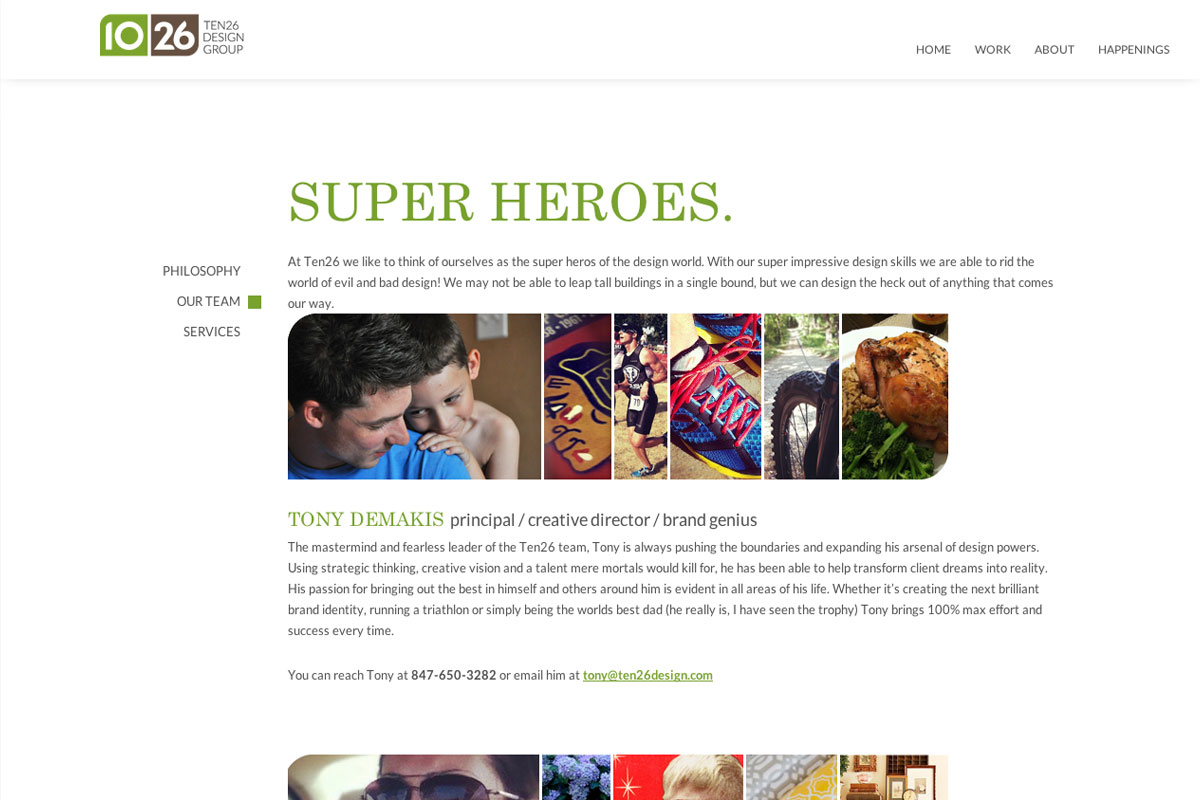 10 26
TEN26
DESIGN
GROUP
HOME WORK ABOUT HAPPENINGS
SUPER HEROES.
PHILOSOPHY
OUR TEAM
SERVICES
At Ten26 we like to think of ourselves as the super heros of the design world. With our super impressive design skills we are able to rid the
world of evil and bad design! We may not be able to leap tall buildings in a single bound, but we can design the heck out of anything that comes
our way.
TONY DEMAKIS principal / creative director / brand genius
The mastermind and fearless leader of the Ten26 team, Tony is always pushing the boundaries and expanding his arsenal of design powers.
Using strategic thinking, creative vision and a talent mere mortals would kill for, he has been able to help transform client dreams into reality.
His passion for bringing out the best in himself and others around him is evident in all areas of his life. Whether it's creating the next brilliant
brand identity, running a triathlon or simply being the worlds best dad (he really is, I have seen the trophy) Tony brings 100% max effort and
success every time.
You can reach Tony at 847-650-3282 or email him at tony@ten26design.com